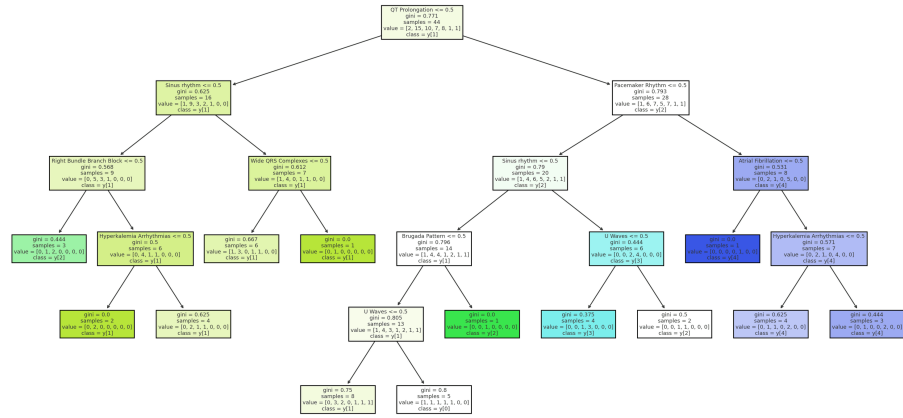 QT Prolongation <= 0.5
gini = 0.771
samples = 44
value = [2, 15, 10, 7, 8, 1, 1]
class = y[1]
Sinus rhythm <= 0.5
gini = 0.625
samples = 16
value = [1, 9, 3, 2, 1, 0, 0]
class = y[1]
Pacemaker Rhythm <= 0.5
gini = 0.793
samples = 28
value = [1, 6, 7, 5, 7, 1, 1]
class = y[2]
Right Bundle Branch Block <= 0.5
gini = 0.568
samples = 9
value = [0, 5, 3, 1, 0, 0, 0]
class = y[1]
Wide QRS Complexes <= 0.5
gini = 0.612
samples = 7
value = [1, 4, 0, 1, 1, 0, 0]
class = y[1]
Sinus rhythm <= 0.5
gini = 0.79
samples = 20
value = [1, 4, 6, 5, 2, 1, 1]
class = y[2]
Atrial Fibrillation <= 0.5
gini = 0.531
samples = 8
value = [0, 2, 1, 0, 5, 0, 0]
class = y[4]
gini = 0.444
samples = 3
value = [0, 1, 2, 0, 0, 0, 0]
class = y[2]
Hyperkalemia Arrhythmias <= 0.5
gini = 0.5
samples = 6
value = [0, 4, 1, 1, 0, 0, 0]
class = y[1]
gini = 0.667
samples = 6
value = [1, 3, 0, 1, 1, 0, 0]
class = y[1]
gini = 0.0
samples = 1
value = [0, 1, 0, 0, 0, 0, 0]
class = y[1]
Brugada Pattern <= 0.5
gini = 0.796
samples = 14
value = [1, 4, 4, 1, 2, 1, 1]
class = y[1]
U Waves <= 0.5
gini = 0.444
samples = 6
value = [0, 0, 2, 4, 0, 0, 0]
class = y[3]
gini = 0.0
samples = 1
value = [0, 0, 0, 0, 1, 0, 0]
class = y[4]
Hyperkalemia Arrhythmias <= 0.5
gini = 0.571
samples = 7
value = [0, 2, 1, 0, 4, 0, 0]
class = y[4]
gini = 0.0
samples = 2
value = [0, 2, 0, 0, 0, 0, 0]
class = y[1]
gini = 0.625
samples = 4
value = [0, 2, 1, 1, 0, 0, 0]
class = y[1]
U Waves <= 0.5
gini = 0.805
samples = 13
value = [1, 4, 3, 1, 2, 1, 1]
class = y[1]
gini = 0.0
samples = 1
value = [0, 0, 1, 0, 0, 0, 0]
class = y[2]
gini = 0.375
samples = 4
value = [0, 0, 1, 3, 0, 0, 0]
class = y[3]
gini = 0.5
samples = 2
value = [0, 0, 1, 1, 0, 0, 0]
class = y[2]
gini = 0.625
samples = 4
value = [0, 1, 1, 0, 2, 0, 0]
class = y[4]
gini = 0.444
samples = 3
value = [0, 1, 0, 0, 2, 0, 0]
class = y[4]
gini = 0.75
samples = 8
value = [0, 3, 2, 0, 1, 1, 1]
class = y[1]
gini = 0.8
samples = 5
value = [1, 1, 1, 1, 1, 0, 0]
class = y[0]